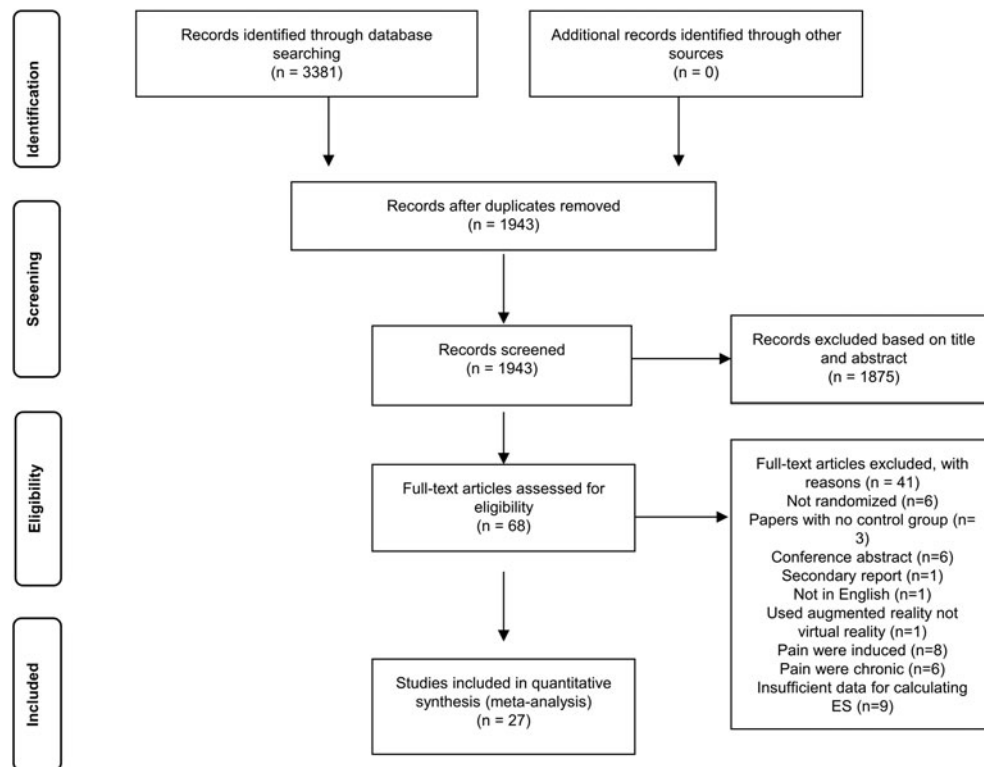 Identification
Records identified through database
searching
(n = 3381)
Additional records identified through other
sources
(n = 0)
Records after duplicates removed
(n = 1943)
Screening
Records screened
(n = 1943)
Records excluded based on title
and abstract
(n = 1875)
Eligibility
Full-text articles assessed for
eligibility
(n = 68)
Full-text articles excluded, with
reasons (n = 41)
Not randomized (n=6)
Papers with no control group (n=
3)
Conference abstract (n=6)
Secondary report (n=1)
Not in English (n=1)
Used augmented reality not
virtual reality (n=1)
Pain were induced (n=8)
Pain were chronic (n=6)
Insufficient data for calculating
ES (n=9)
Included
Studies included in quantitative
synthesis (meta-analysis)
(n = 27)